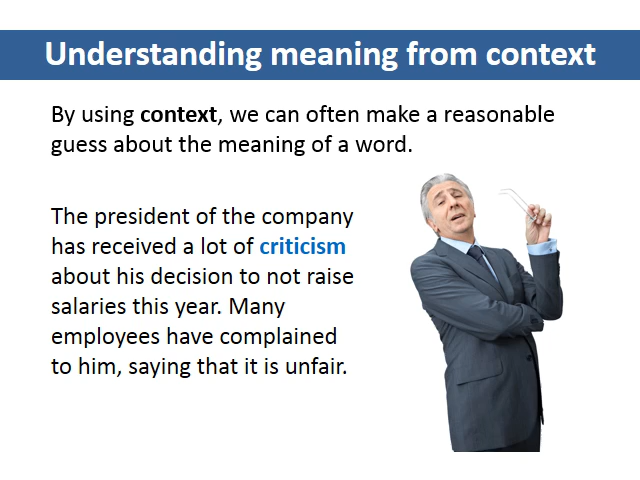 Understanding meaning from context
By using context, we can often make a reasonable
guess about the meaning of a word.
The president of the company
has received a lot of criticism
about his decision to not raise
salaries this year. Many
employees have complained
to him, saying that it is unfair.